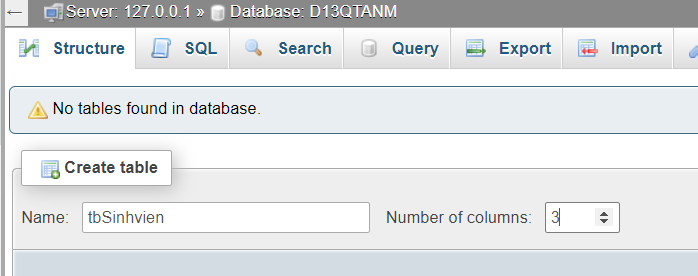 ← Server: 127.0.0.1 » Database: D13QTANM
Structure SQL Search Query Export Import
No tables found in database.
Create table
Name: tbSinhvien Number of columns: 3